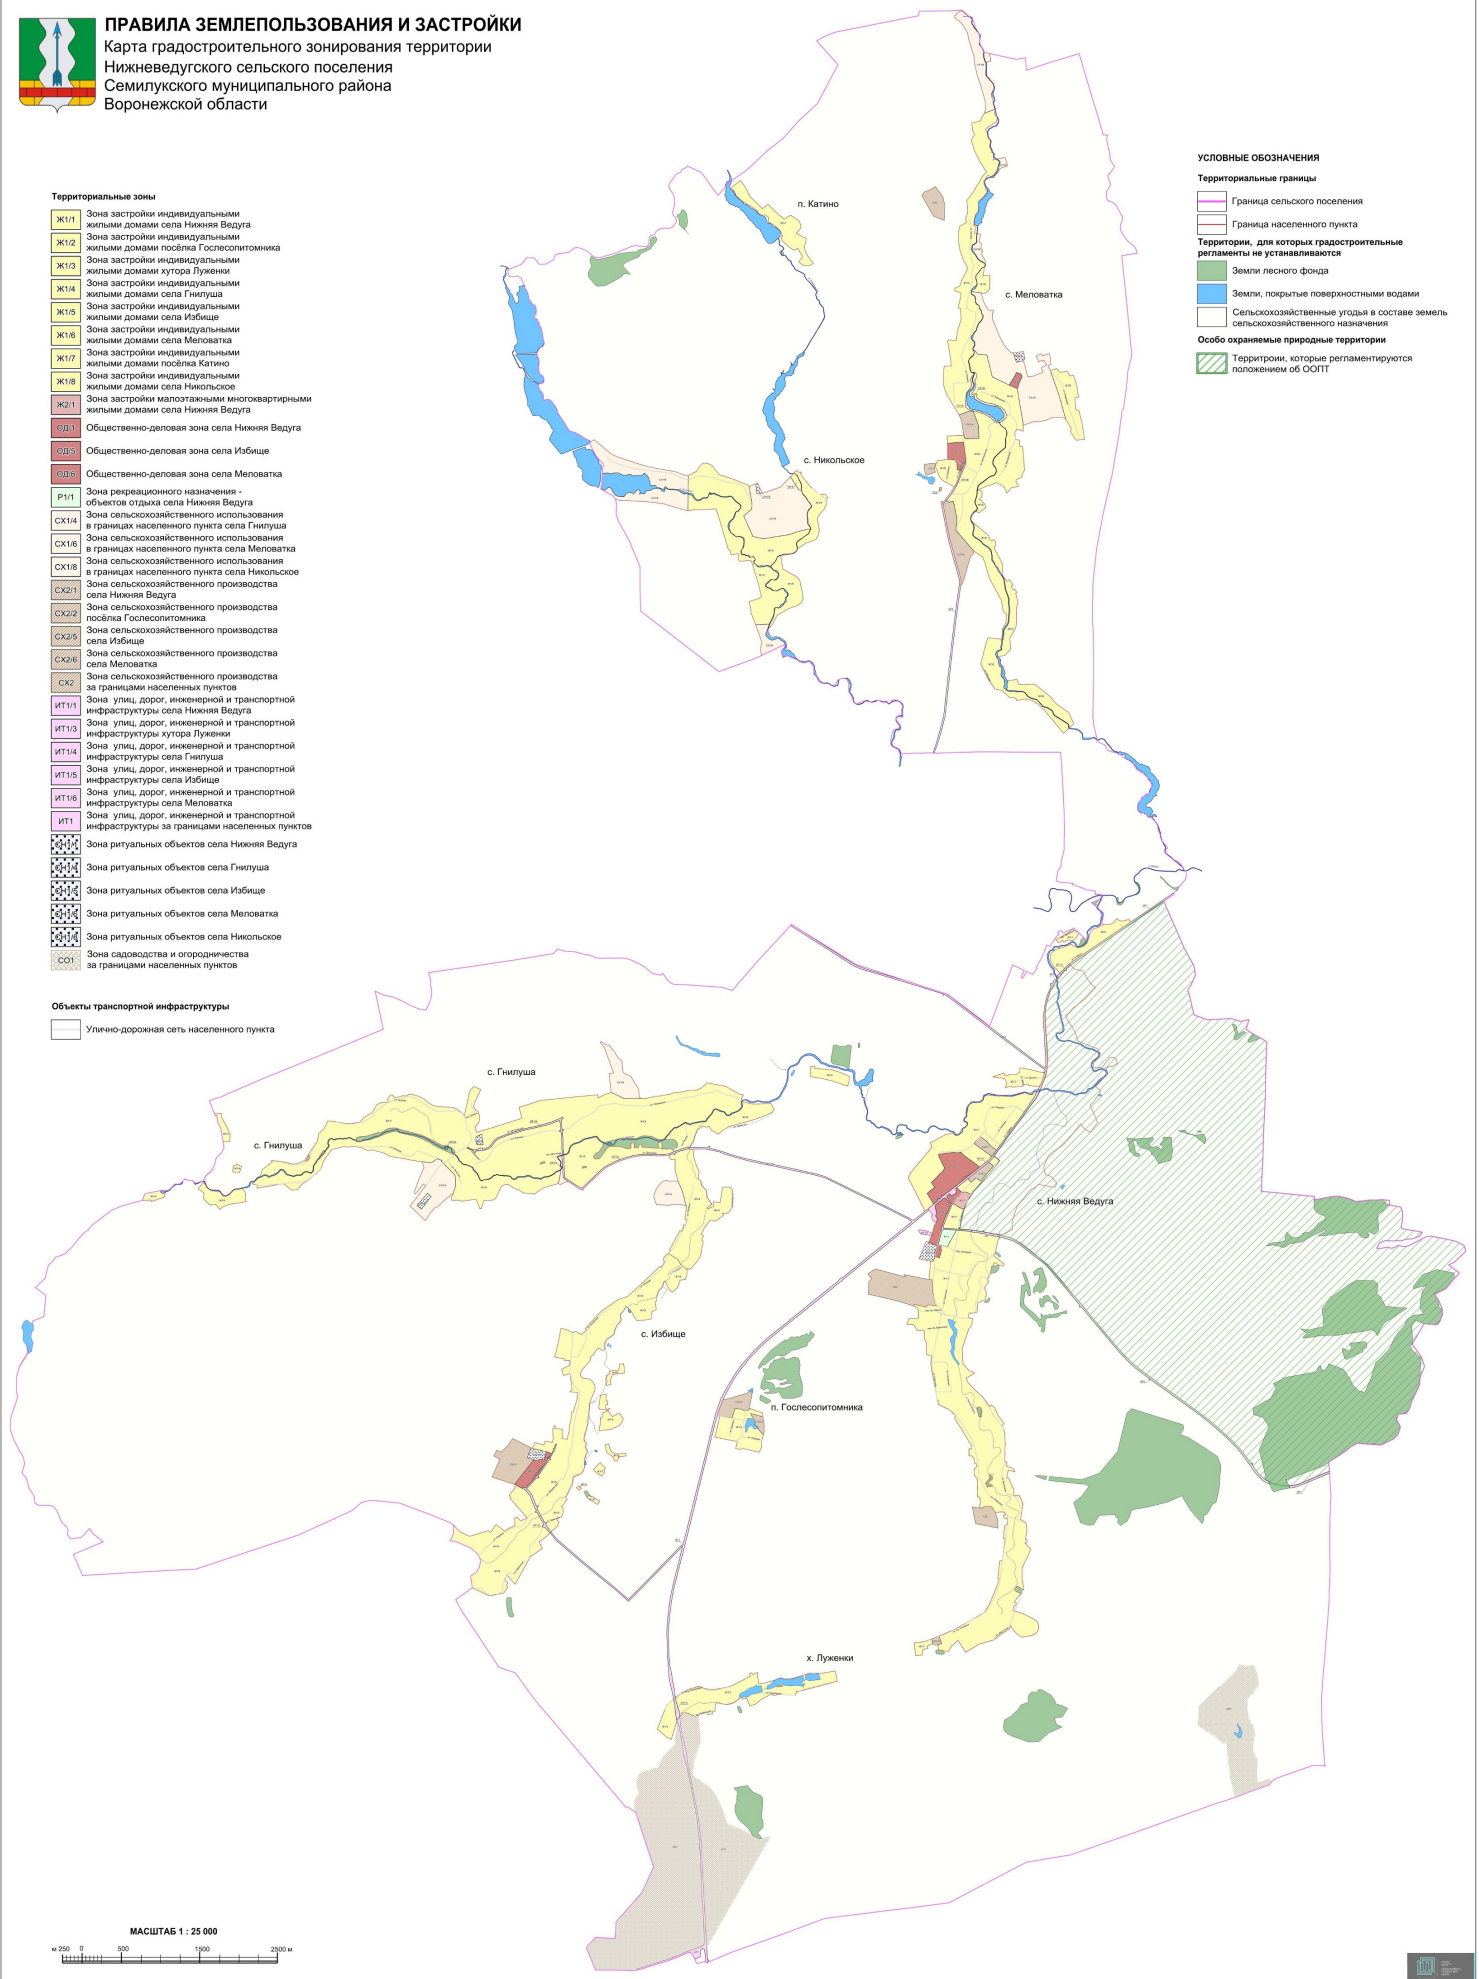 ПРАВИЛА ЗЕМЛЕПОЛЬЗОВАНИЯ И ЗАСТРОЙКИ
Карта градостроительного зонирования территории
Нижневедугского сельского поселения
Семилукского муниципального района
Воронежской области
Территориальные зоны
Ж1/1 Зона застройки индивидуальными
жилыми домами села Нижняя Ведуга
Ж1/2 Зона застройки индивидуальными
жилыми домами посёлка Гослесопитомника
Ж1/3 Зона застройки индивидуальными
жилыми домами хутора Луженки
Ж1/4 Зона застройки индивидуальными
жилыми домами села Гнилуша
Ж1/5 Зона застройки индивидуальными
жилыми домами села Избище
Ж1/6 Зона застройки индивидуальными
жилыми домами села Меловатка
Ж1/7 Зона застройки индивидуальными
жилыми домами посёлка Катино
Ж1/8 Зона застройки индивидуальными
жилыми домами села Никольское
Ж2/1 Зона застройки малоэтажными многоквартирными
жилыми домами села Нижняя Ведуга
ОД/1 Общественно-деловая зона села Нижняя Ведуга
ОД/5 Общественно-деловая зона села Избище
ОД/6 Общественно-деловая зона села Меловатка
Р1/1 Зона рекреационного назначения -
объектов отдыха села Нижняя Ведуга
СХ1/4 Зона сельскохозяйственного использования
в границах населенного пункта села Гнилуша
СХ1/6 Зона сельскохозяйственного использования
в границах населенного пункта села Меловатка
СХ1/8 Зона сельскохозяйственного использования
в границах населенного пункта села Никольское
СХ2/1 Зона сельскохозяйственного производства
села Нижняя Ведуга
СХ2/2 Зона сельскохозяйственного производства
посёлка Гослесопитомника
СХ2/5 Зона сельскохозяйственного производства
села Избище
СХ2/6 Зона сельскохозяйственного производства
села Меловатка
СХ2 Зона сельскохозяйственного производства
за границами населенных пунктов
ИТ1/1 Зона улиц, дорог, инженерной и транспортной
инфраструктуры села Нижняя Ведуга
ИТ1/3 Зона улиц, дорог, инженерной и транспортной
инфраструктуры хутора Луженки
ИТ1/4 Зона улиц, дорог, инженерной и транспортной
инфраструктуры села Гнилуша
ИТ1/5 Зона улиц, дорог, инженерной и транспортной
инфраструктуры села Избище
ИТ1/6 Зона улиц, дорог, инженерной и транспортной
инфраструктуры села Меловатка
ИТ1 Зона улиц, дорог, инженерной и транспортной
инфраструктуры за границами населенных пунктов
СН1/1 Зона ритуальных объектов села Нижняя Ведуга
СН1/4 Зона ритуальных объектов села Гнилуша
СН1/5 Зона ритуальных объектов села Избище
СН1/6 Зона ритуальных объектов села Меловатка
СН1/8 Зона ритуальных объектов села Никольское
СО1 Зона садоводства и огородничества
за границами населенных пунктов
Объекты транспортной инфраструктуры
Улично-дорожная сеть населенного пункта
УСЛОВНЫЕ ОБОЗНАЧЕНИЯ
Территориальные границы
Граница сельского поселения
Граница населенного пункта
Территории, для которых градостроительные
регламенты не устанавливаются
Земли лесного фонда
Земли, покрытые поверхностными водами
Сельскохозяйственные угодья в составе земель
сельскохозяйственного назначения
Особо охраняемые природные территории
Территроии, которые регламентируются
положением об ООПТ
п. Катино
с. Меловатка
с. Никольское
с. Гнилуша
с. Гнилуша
с. Нижняя Ведуга
с. Избище
п. Гослесопитомника
х. Луженки
МАСШТАБ 1 : 25 000
м 250 0 500 1500 2500 м